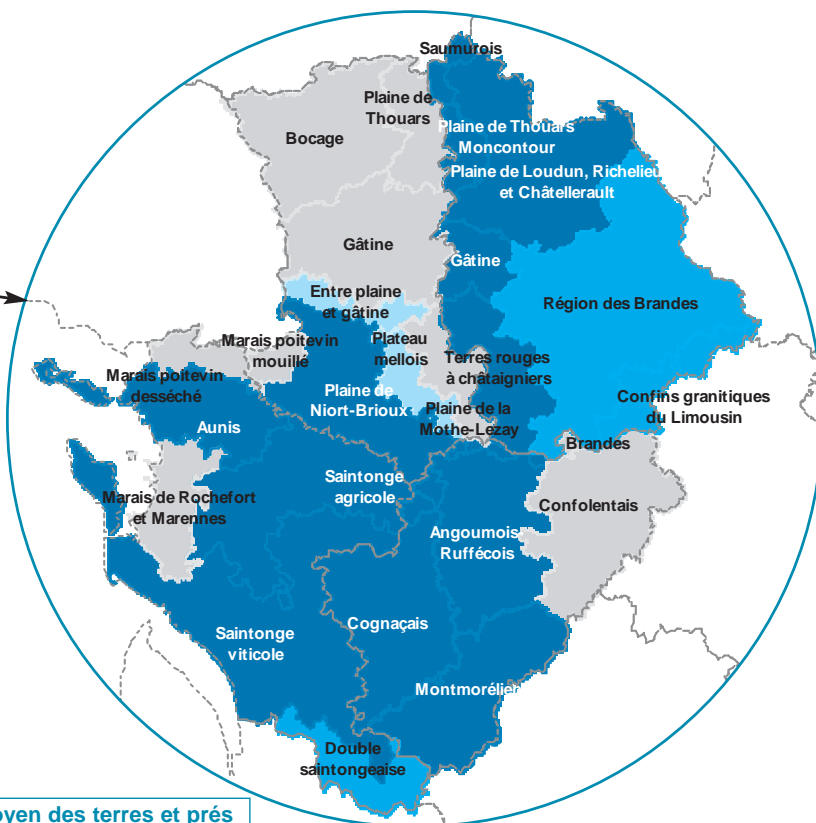 Saumurois
Plaine de
Thouars
Bocage
Plaine de Thouars
Moncontour
Plaine de Loudun, Richelieu
et Châtellerault
Gâtine
Gâtine
Entre plaine
et gâtine
Région des Brandes
Marais poitevin
mouillé
Plateau
mellois
Terres rouges
à châtaigniers
Marais poitevin
desséché
Plaine de
Niort-Brioux
Confins granitiques
du Limousin
Plaine de la
Mothe-Lezay
Aunis
Brandes
Saintonge
agricole
Marais de Rochefort
et Marennes
Confolentais
Angoumois
Ruffécois
Cognaçais
Saintonge
viticole
Montmorélien
Double
saintongeaise
oyen des terres et prés